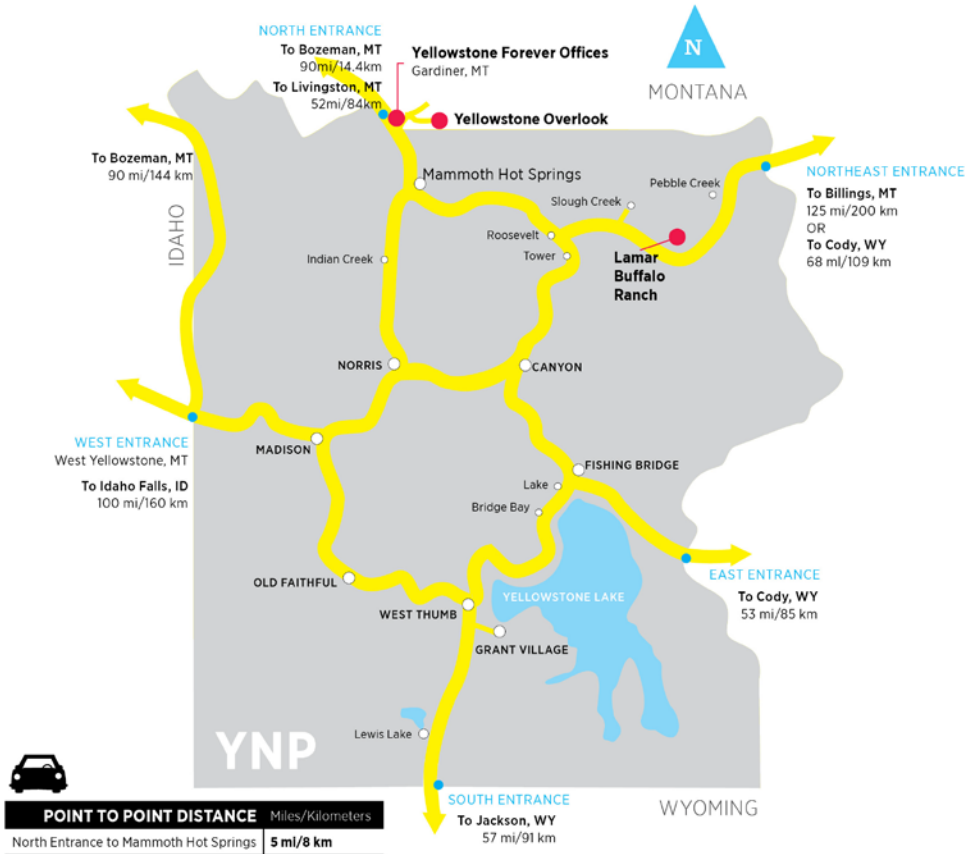 NORTH ENTRANCE
To Bozeman, MT
90mi/14.4km
To Livingston, MT
52mi/84km
Yellowstone Forever Offices
Gardiner, MT
N
MONTANA
Yellowstone Overlook
To Bozeman, MT
90 mi/144 km
IDAHO
Mammoth Hot Springs
Pebble Creek
Slough Creek
NORTHEAST ENTRANCE
To Billings, MT
125 mi/200 km
OR
To Cody, WY
68 ml/109 km
Roosevelt
Tower
Indian Creek
Lamar
Buffalo
Ranch
NORRIS
CANYON
WEST ENTRANCE
West Yellowstone, MT
To Idaho Falls, ID
100 mi/160 km
MADISON
FISHING BRIDGE
Lake
Bridge Bay
EAST ENTRANCE
To Cody, WY
53 mi/85 km
OLD FAITHFUL
YELLOWSTONE LAKE
WEST THUMB
GRANT VILLAGE
Lewis Lake
YNP
SOUTH ENTRANCE
To Jackson, WY
57 mi/91 km
WYOMING
POINT TO POINT DISTANCE Miles/Kilometers
North Entrance to Mammoth Hot Springs 5 mi/8 km